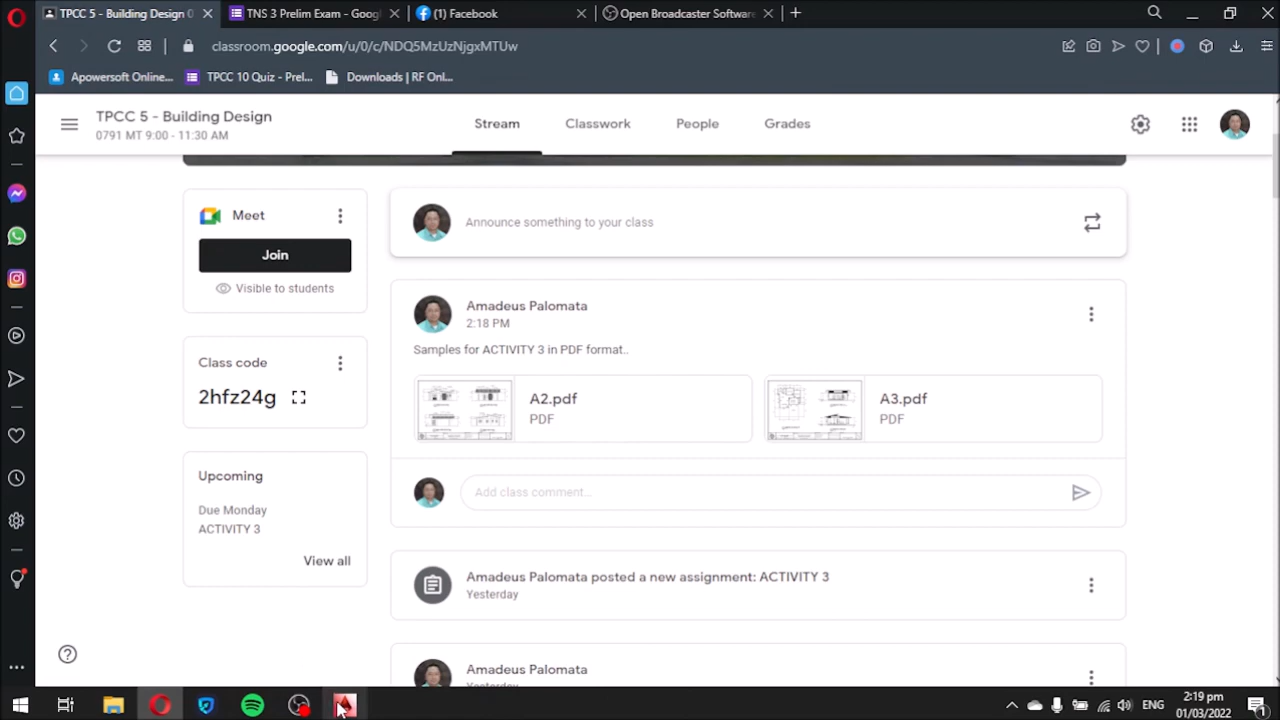 TPCC 5 - Building Design 0
TNS 3 Prelim Exam - Googl
(1) Facebook
Open Broadcaster Software
classroom.google.com/u/0/c/NDQ5MzUzNjgxMTUw
Apowersoft Online...
TPCC 10 Quiz - Prel...
Downloads | RF Onl...
TPCC 5 - Building Design
0791 MT 9:00 - 11:30 AM
Stream
Classwork
People
Grades
Meet
Join
Visible to students
Announce something to your class
Class code
2hfz24g
Amadeus Palomata
2:18 PM
Samples for ACTIVITY 3 in PDF format..
A2.pdf
PDF
A3.pdf
PDF
Upcoming
Due Monday
ACTIVITY 3
View all
Add class comment...
Amadeus Palomata posted a new assignment: ACTIVITY 3
Yesterday
Amadeus Palomata
Yesterday
ENG
2:19 pm
01/03/2022
1